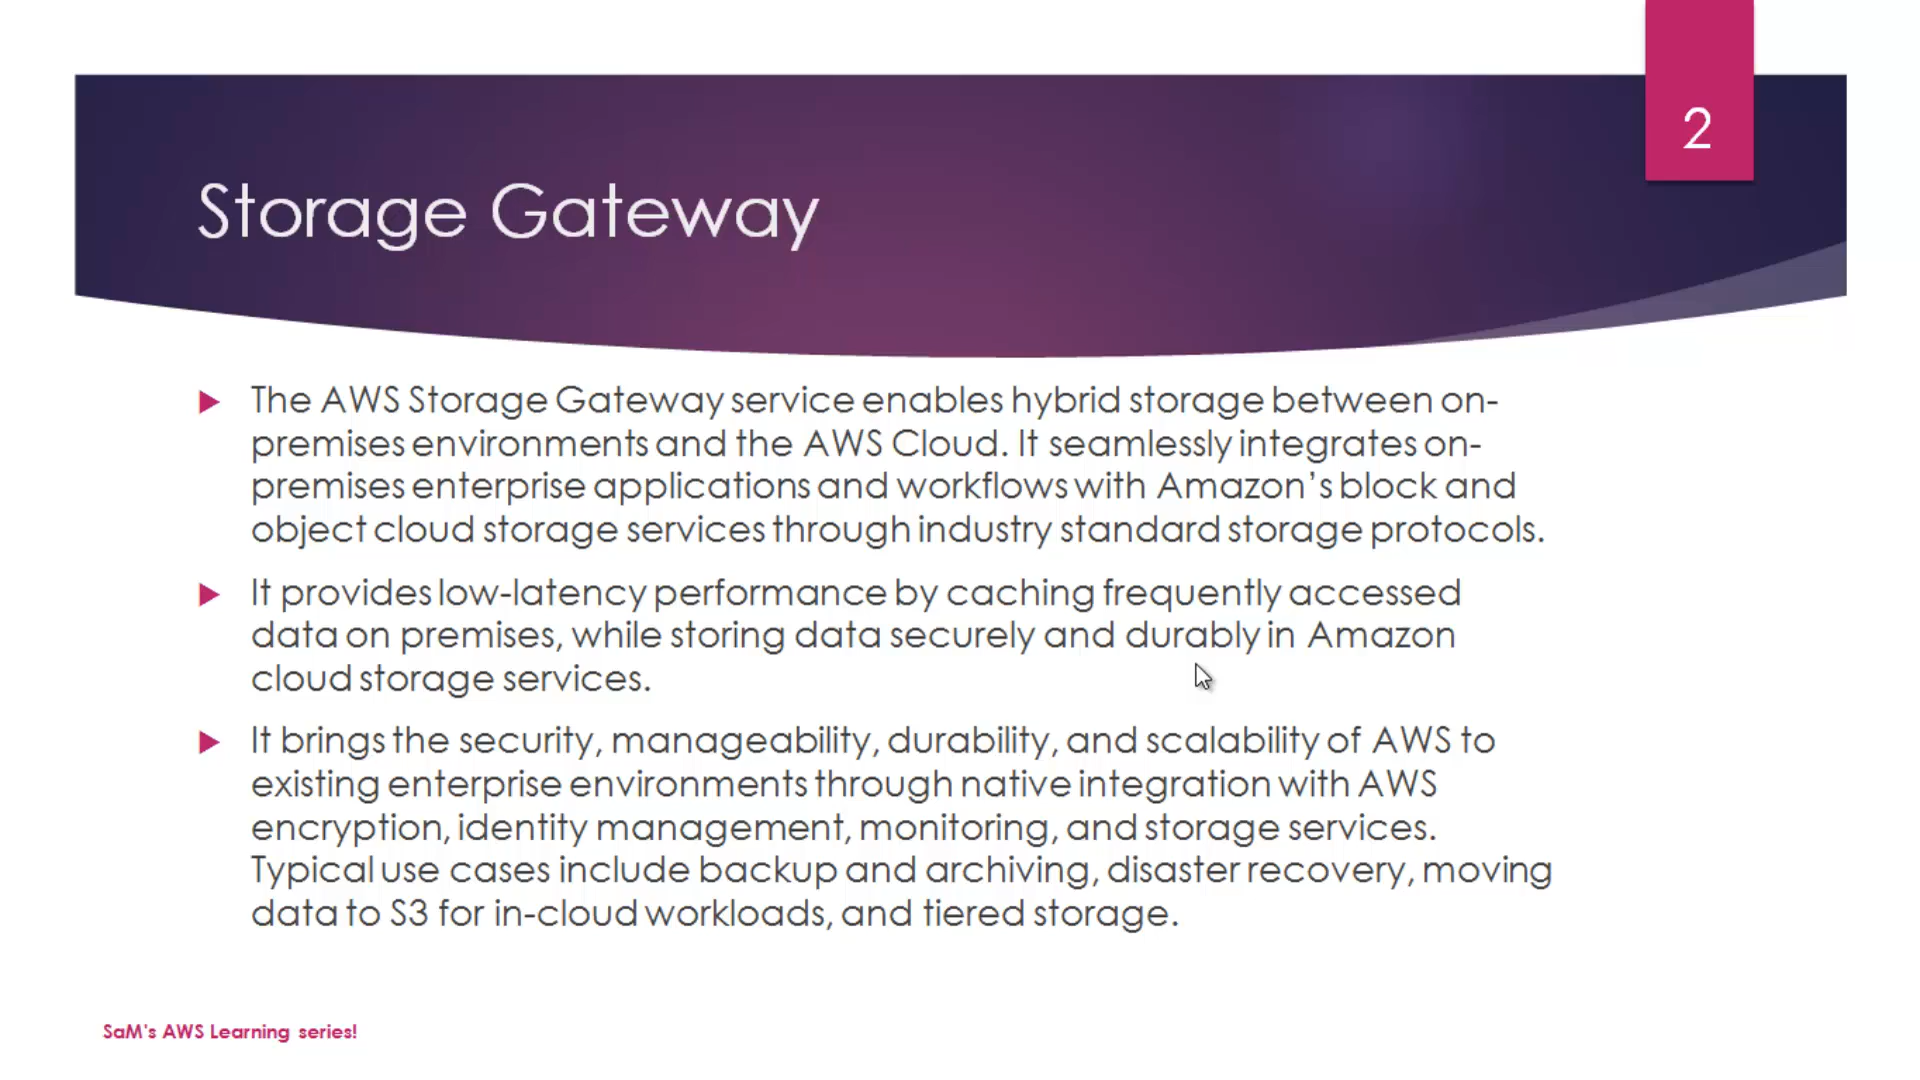 2
Storage Gateway
The AWS Storage Gateway service enables hybrid storage between on-
premises environments and the AWS Cloud. It seamlessly integrates on-
premises enterprise applications and workflows with Amazon’s block and
object cloud storage services through industry standard storage protocols.
It provides low-latency performance by caching frequently accessed
data on premises, while storing data securely and durably in Amazon
cloud storage services.
It brings the security, manageability, durability, and scalability of AWS to
existing enterprise environments through native integration with AWS
encryption, identity management, monitoring, and storage services.
Typical use cases include backup and archiving, disaster recovery, moving
data to S3 for in-cloud workloads, and tiered storage.
SaM's AWS Learning series!